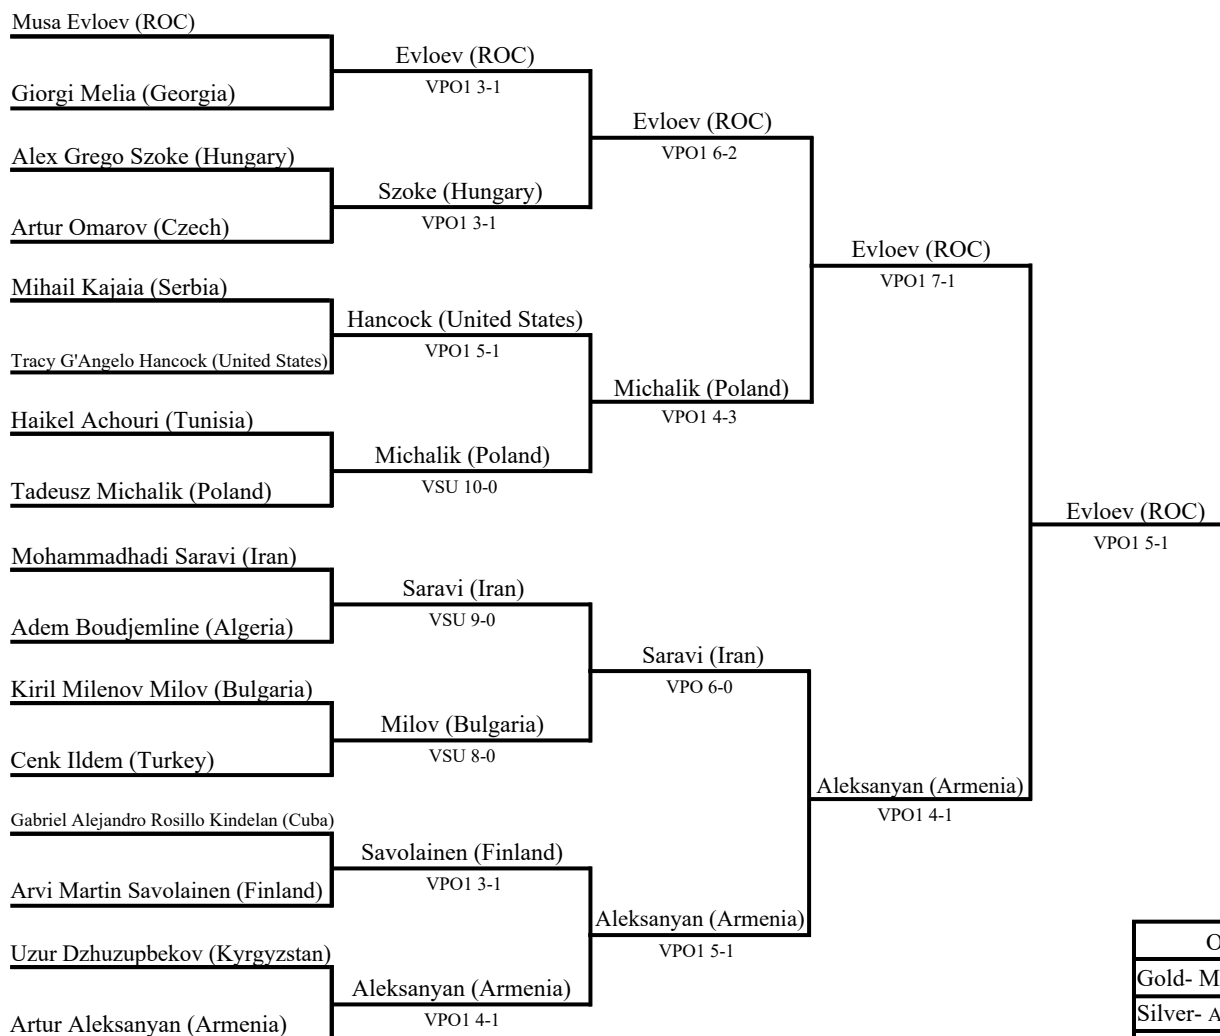 Musa Evloev (ROC)
Giorgi Melia (Georgia)
Alex Grego Szoke (Hungary)
Artur Omarov (Czech)
Mihail Kajaia (Serbia)
Tracy G'Angelo Hancock (United States)
Haikel Achouri (Tunisia)
Tadeusz Michalik (Poland)
Mohammadhadi Saravi (Iran)
Adem Boudjemline (Algeria)
Kiril Milenov Milov (Bulgaria)
Cenk Ildem (Turkey)
Gabriel Alejandro Rosillo Kindelan (Cuba)
Arvi Martin Savolainen (Finland)
Uzur Dzhuzupbekov (Kyrgyzstan)
Artur Aleksanyan (Armenia)
Evloev (ROC)
VPO1 3-1
Szoke (Hungary)
VPO1 3-1
Hancock (United States)
VPO1 5-1
Michalik (Poland)
VSU 10-0
Saravi (Iran)
VSU 9-0
Milov (Bulgaria)
VSU 8-0
Savolainen (Finland)
VPO1 3-1
Aleksanyan (Armenia)
VPO1 4-1
Evloev (ROC)
VPO1 6-2
Michalik (Poland)
VPO1 4-3
Saravi (Iran)
VPO 6-0
Aleksanyan (Armenia)
VPO1 5-1
Evloev (ROC)
VPO1 7-1
Aleksanyan (Armenia)
VPO1 4-1
Evloev (ROC)
VPO1 5-1
O
Gold- M
Silver- A